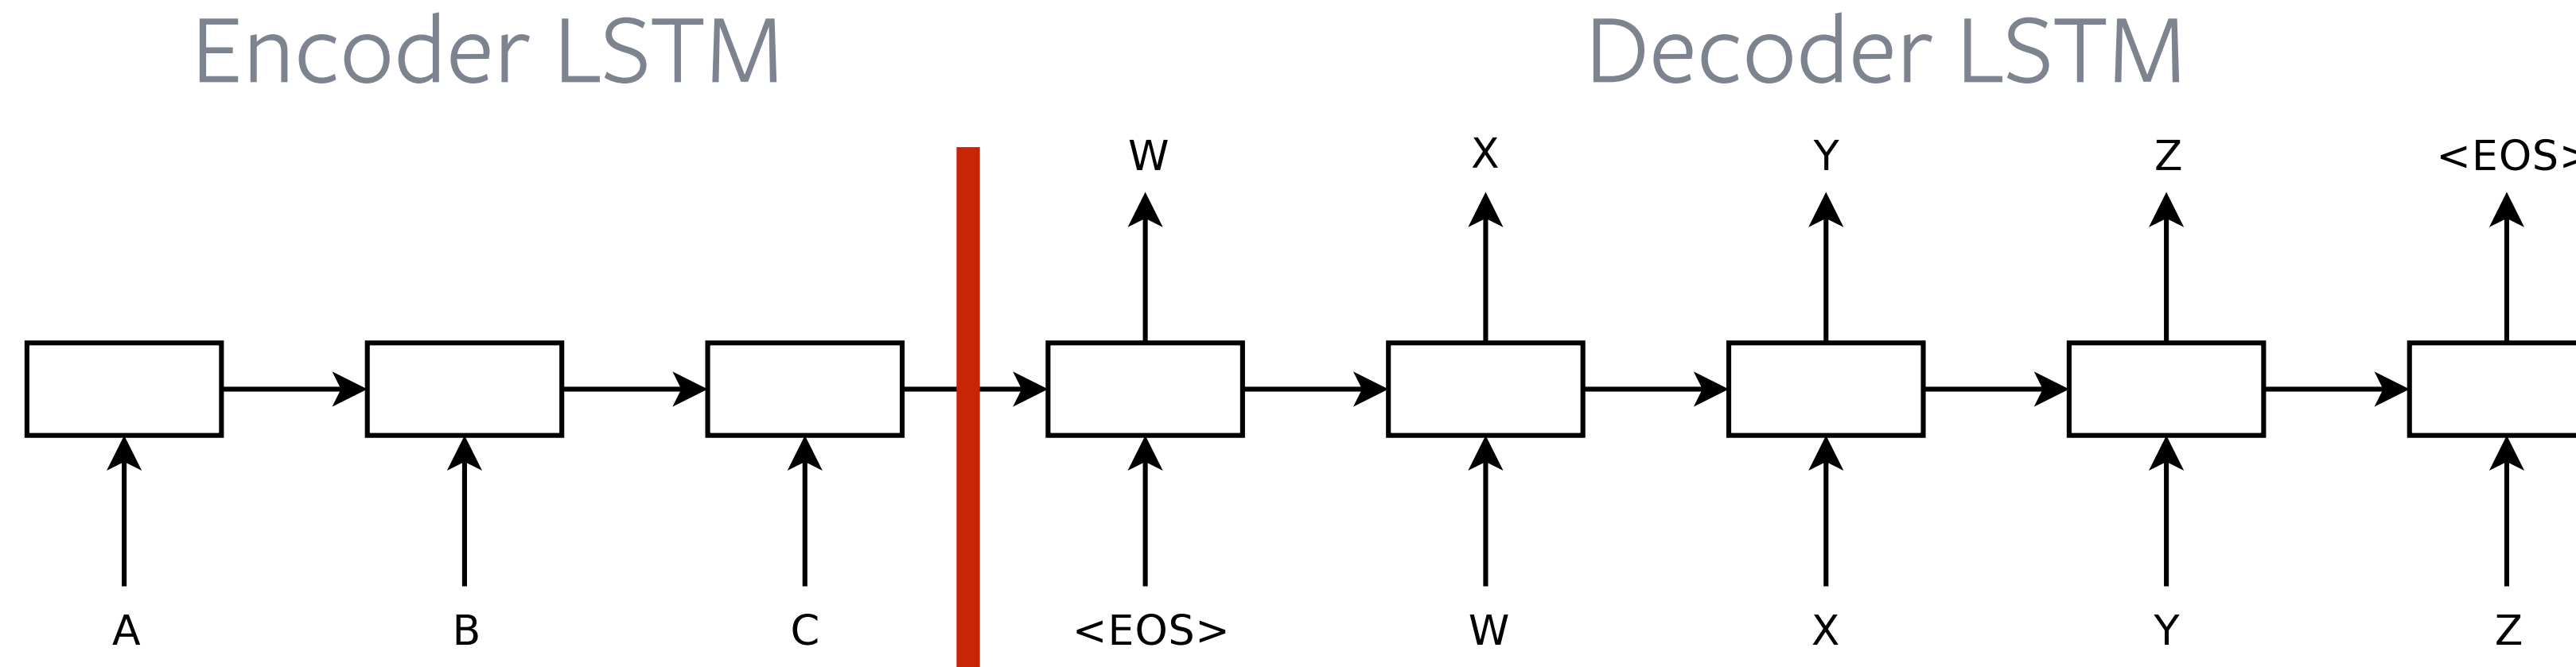 Encoder LSTM Decoder LSTM
W X Y Z <EOS>
A B C <EOS> W X Y Z